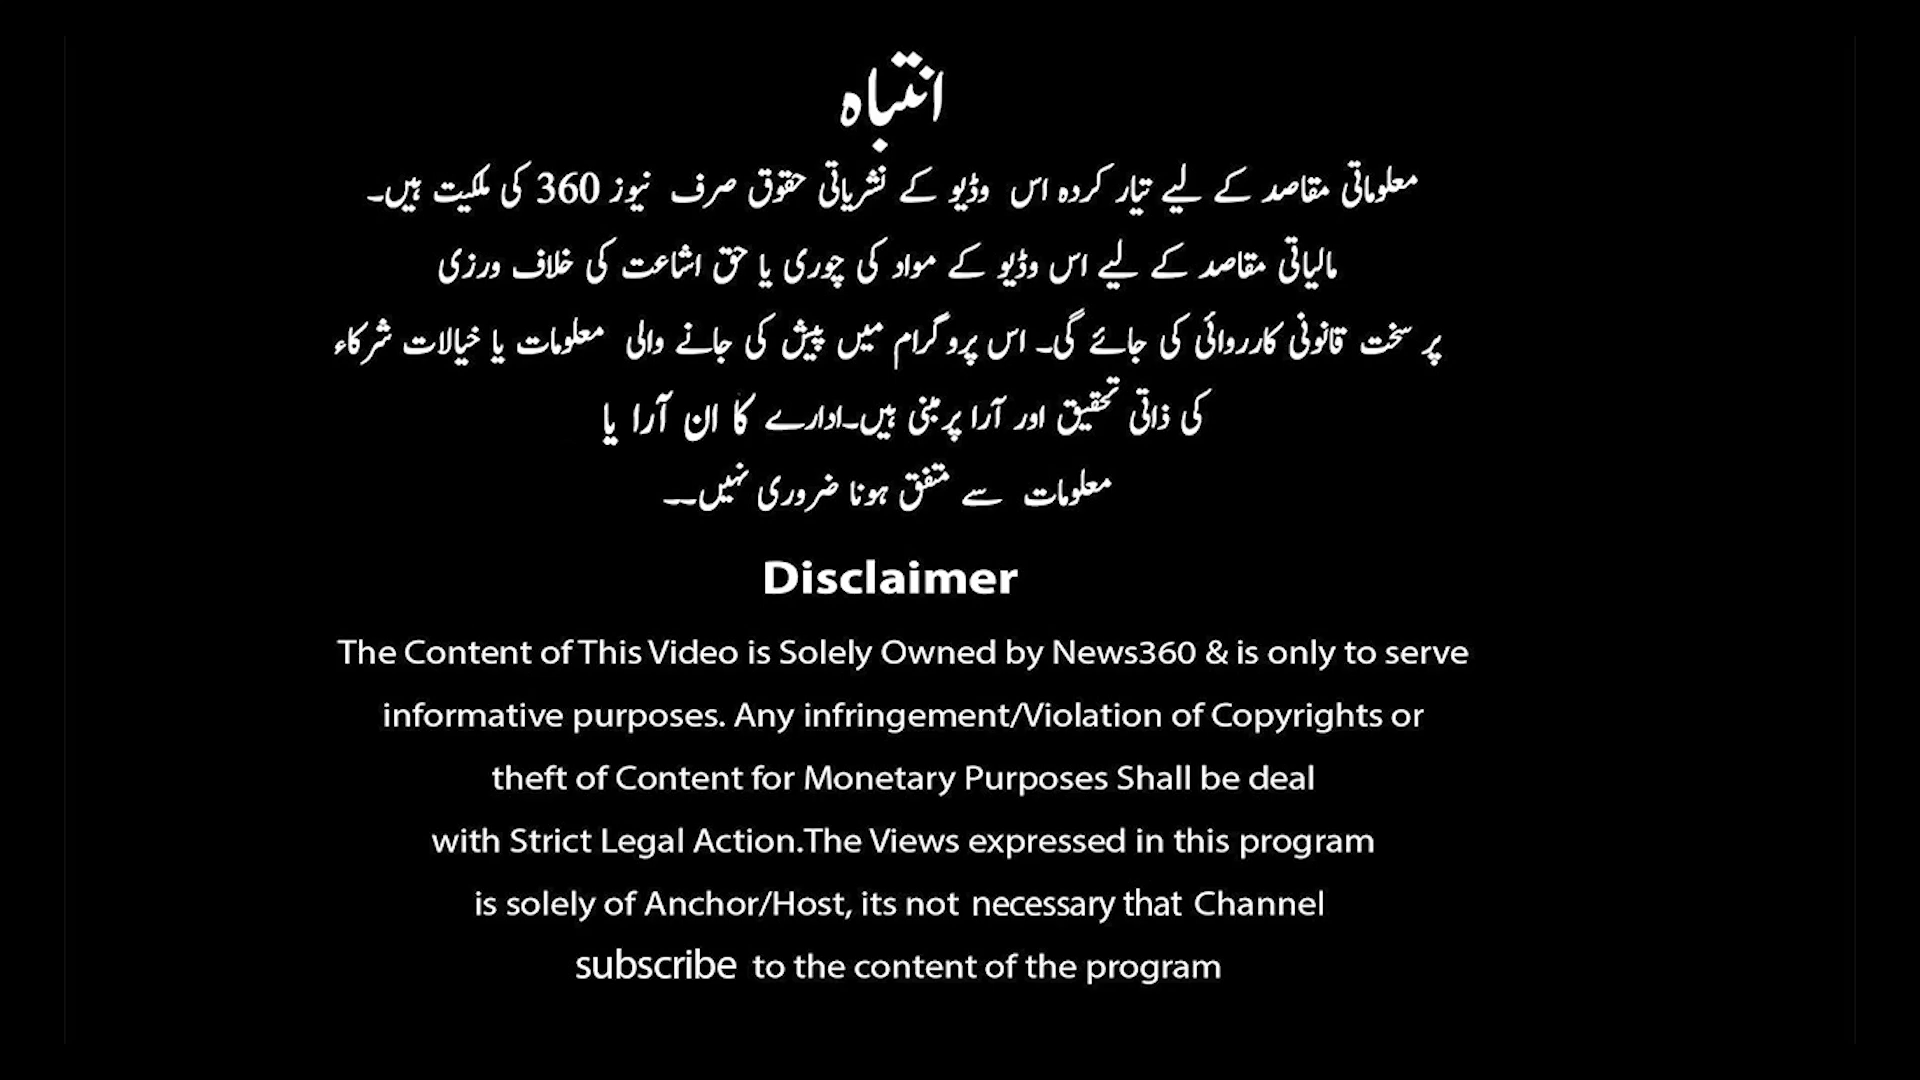 انتباہ
معلوماتی مقاصد کے لیے تیار کردہ اس وڈیو کے نشریاتی حقوق صرف نیوز 360 کی ملکیت ہیں۔
مالیاتی مقاصد کے لیے اس وڈیو کے مواد کی چوری یا حق اشاعت کی خلاف ورزی
پر سخت قانونی کارروائی کی جائے گی۔ اس پروگرام میں پیش کی جانے والی معلومات یا خیالات شرکاء
کی ذاتی تحقیق اور آرا پر مبنی ہیں۔ادارے کا ان آرا یا
معلومات سے متفق ہونا ضروری نہیں۔۔
Disclaimer
The Content of This Video is Solely Owned by News360 & is only to serve
informative purposes. Any infringement/Violation of Copyrights or
theft of Content for Monetary Purposes Shall be deal
with Strict Legal Action.The Views expressed in this program
is solely of Anchor/Host, its not necessary that Channel
subscribe to the content of the program